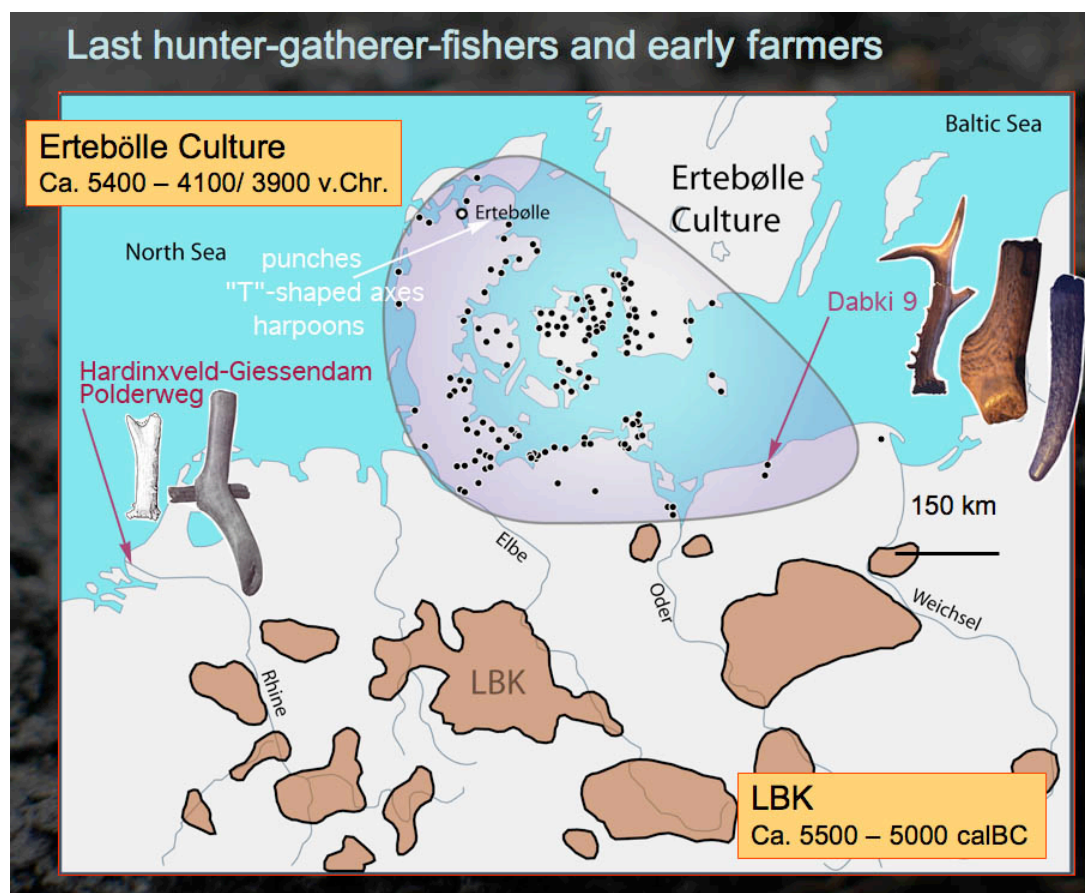 Last hunter-gatherer-fishers and early farmers
Ertebölle Culture
Ca. 5400 – 4100/ 3900 v.Chr.
Baltic Sea
Ertebølle
Culture
Ertebølle
North Sea
punches
"T"-shaped axes
harpoons
Dabki 9
Hardinxveld-Giessendam
Polderweg
150 km
Elbe
Oder
Weichsel
Rhine
LBK
LBK
Ca. 5500 – 5000 calBC